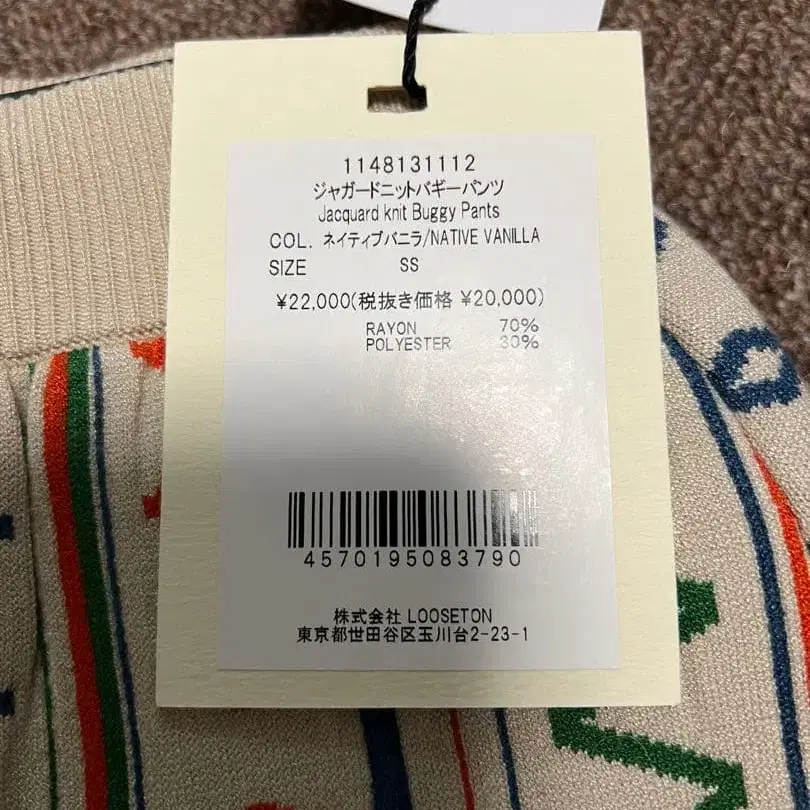 1148131112
ジャガードニットバギーパンツ
Jacquard knit Buggy Pants
COL. ネイティブバニラ/NATIVE VANILLA
SIZE SS
¥22,000(税抜き価格 ¥20,000)
RAYON 70%
POLYESTER 30%
4570195083790
株式会社 LOOSETON
東京都世田谷区玉川台2-23-1